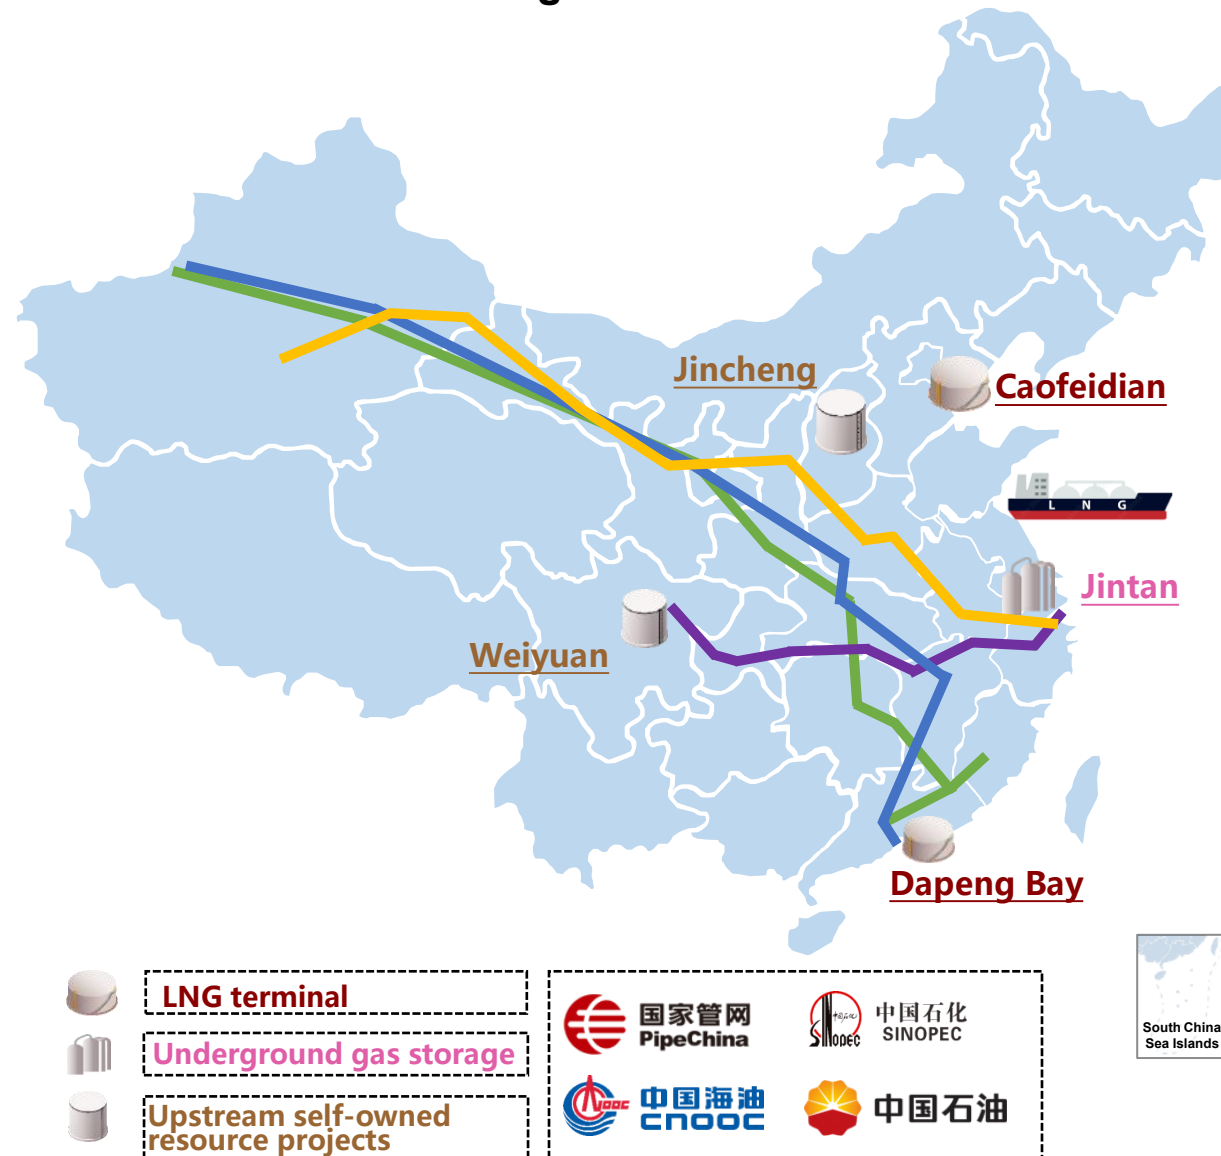 Jincheng
Caofeidian
L N G
Jintan
Weiyuan
Dapeng Bay
South China
Sea Islands
LNG terminal
Underground gas storage
Upstream self-owned
resource projects
国家管网
PipeChina
中国石化
SINOPEC
SINOPEC
中国海油
CNOOC
CNOOC
中国石油